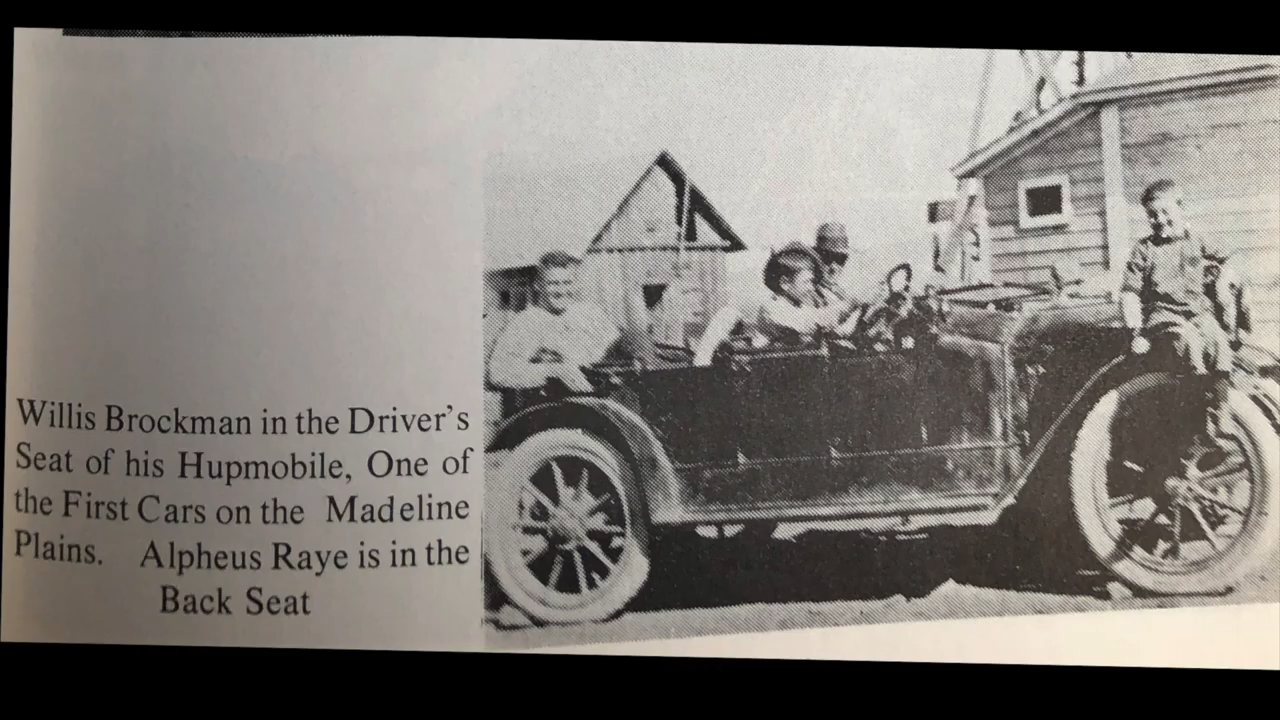 Willis Brockman in the Driver's
Seat of his Hupmobile, One of
the First Cars on the Madeline
Plains. Alpheus Raye is in the
Back Seat